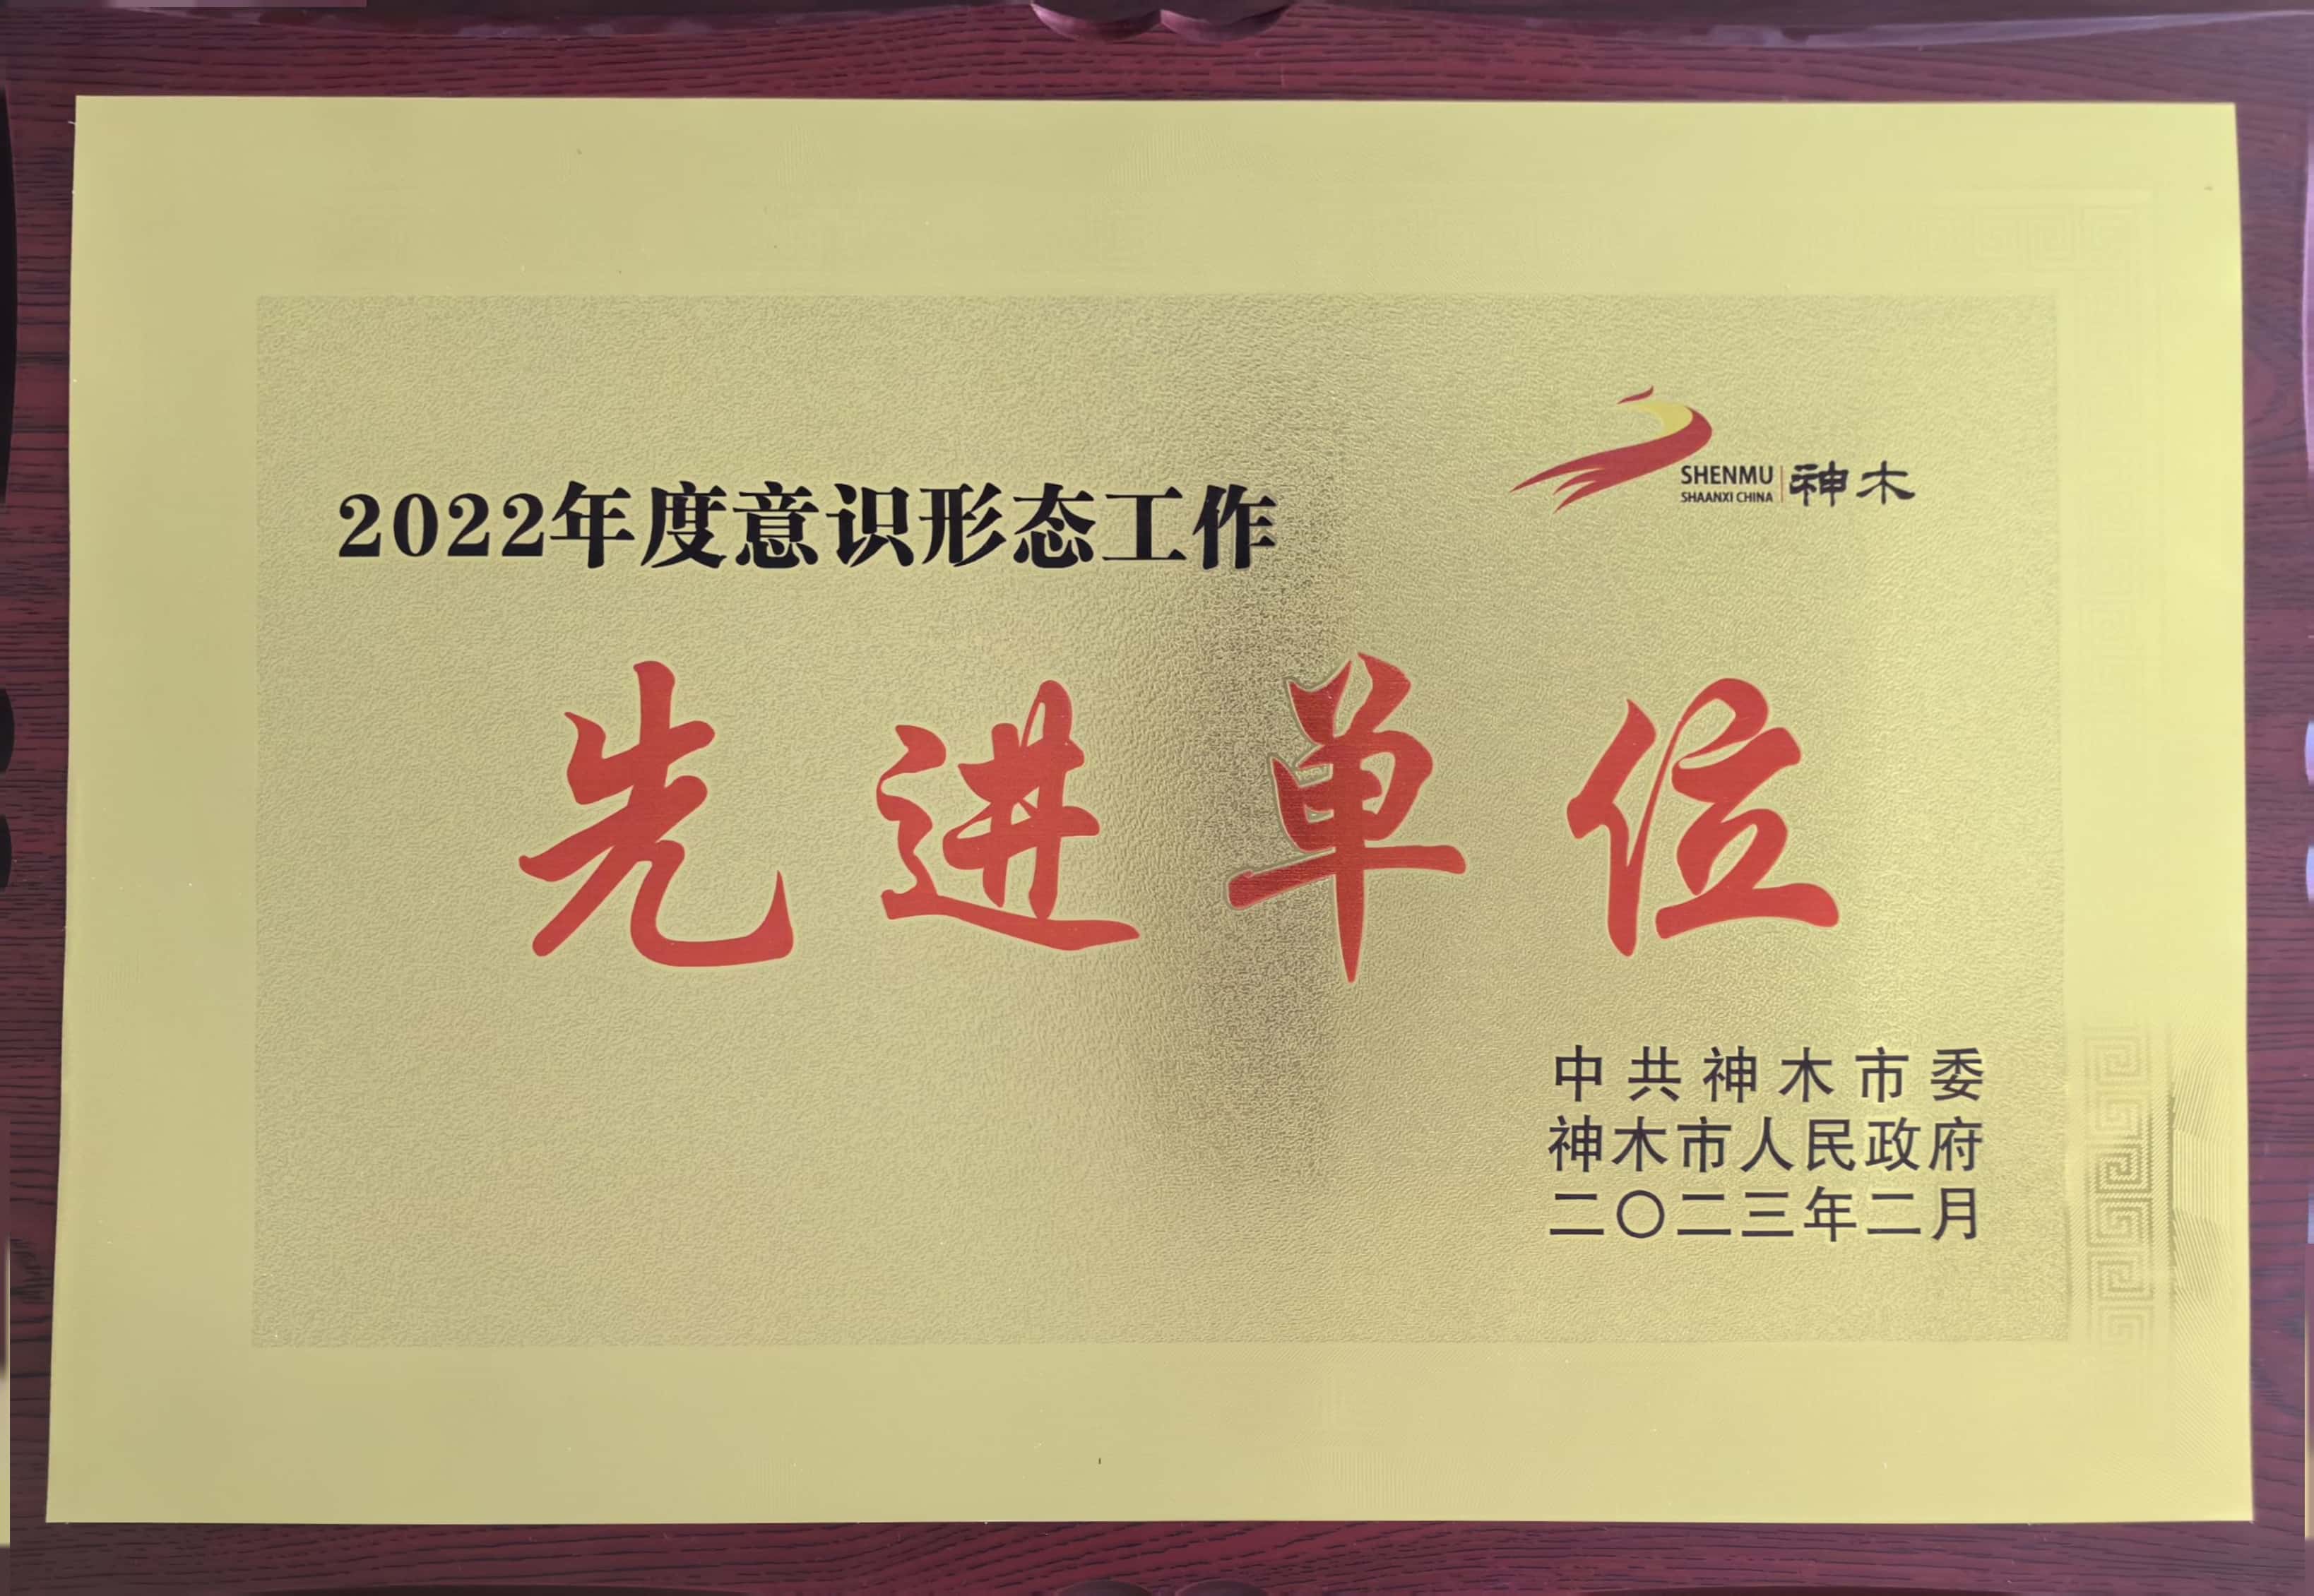 2022年度意识形态工作
SHENMU
SHAANXI CHINA
神木
先进单位
中共神木市委
神木市人民政府
二〇二三年二月